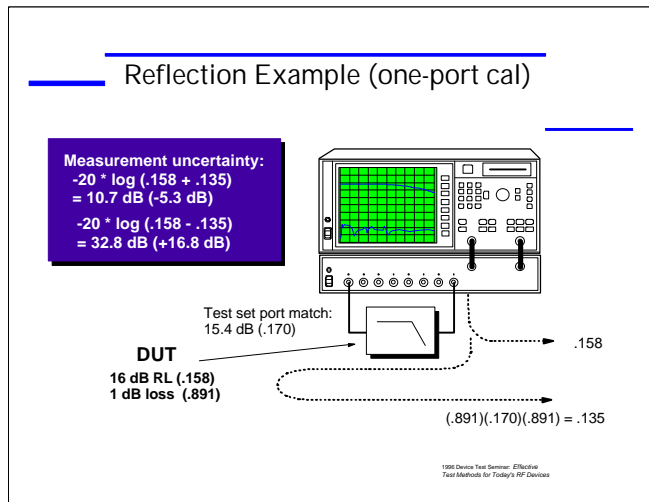 Reflection Example (one-port cal)
Measurement uncertainty:
-20 * log (.158 + .135)
= 10.7 dB (-5.3 dB)
-20 * log (.158 - .135)
= 32.8 dB (+16.8 dB)
Test set port match:
15.4 dB (.170)
DUT
16 dB RL (.158)
1 dB loss (.891)
.158
(.891)(.170)(.891) = .135
1996 Device Test Seminar: Effective
Test Methods for Today's RF Devices